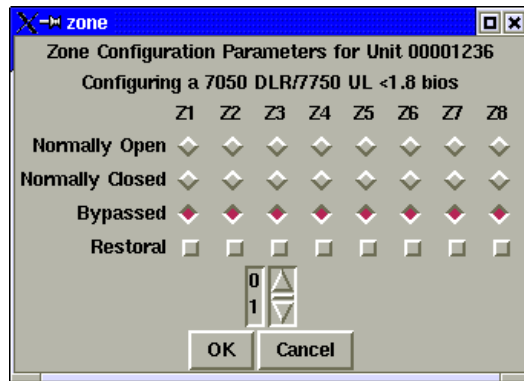 zone
Zone Configuration Parameters for Unit 00001236
Configuring a 7050 DLR/7750 UL <1.8 bios
Z1 Z2 Z3 Z4 Z5 Z6 Z7 Z8
Normally Open
Normally Closed
Bypassed
Restoral
0
1
OK Cancel